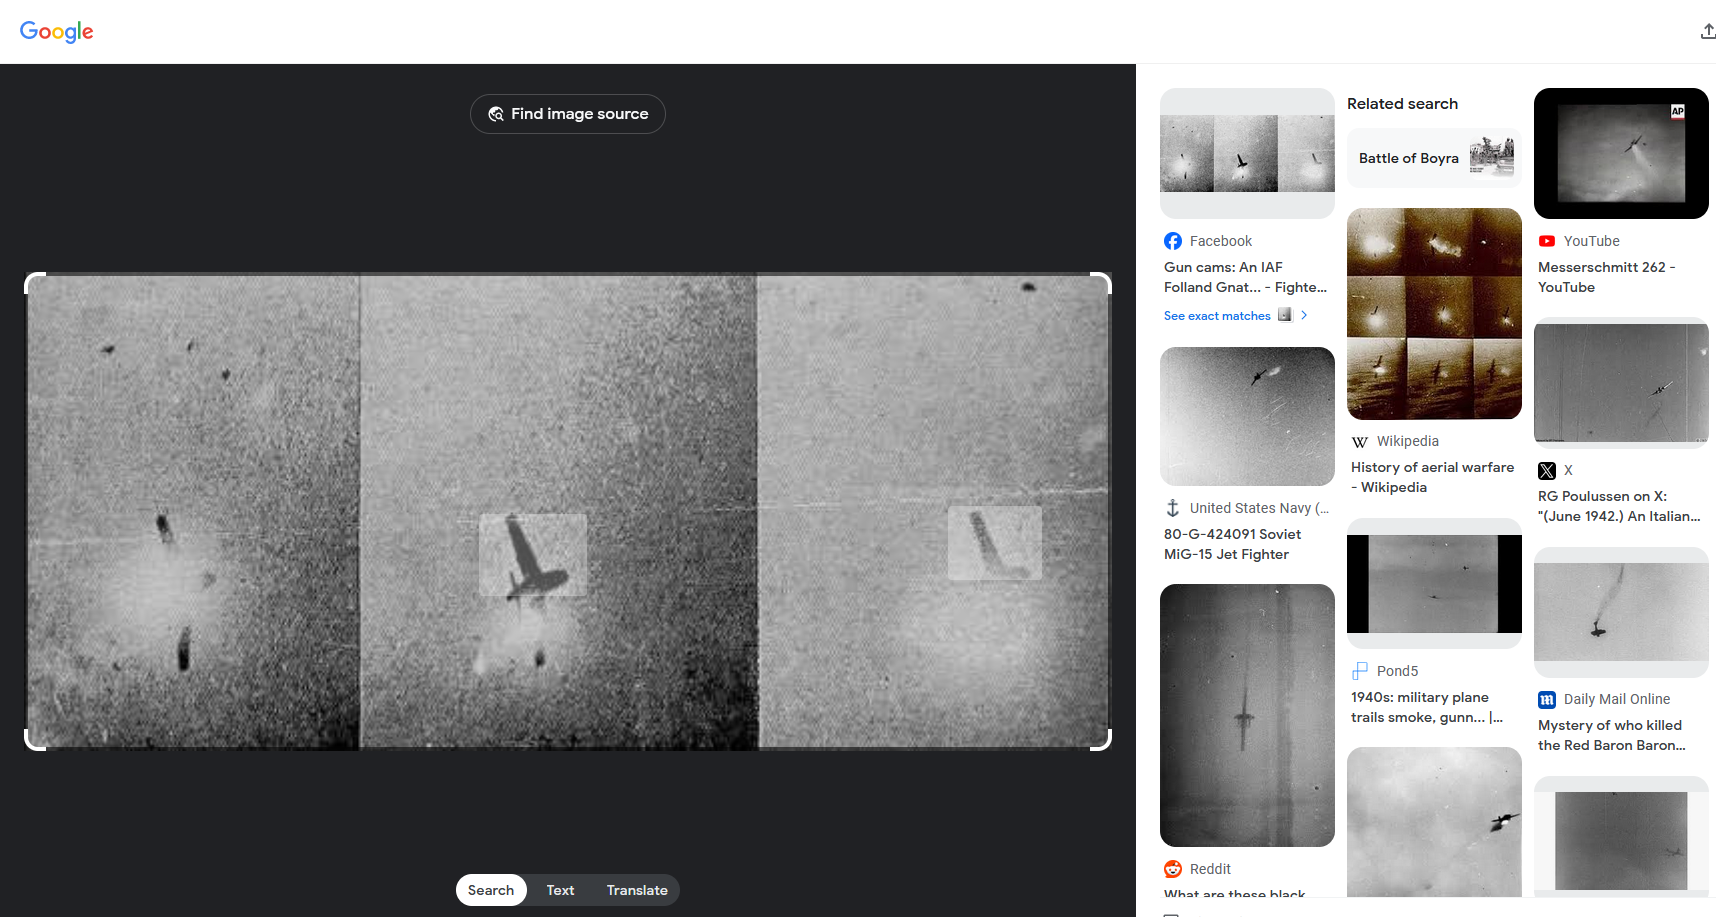 Google
Find image source
Search
Text
Translate
Facebook
Gun cams: An IAF
Folland Gnat... - Fighte...
See exact matches
United States Navy (...
80-G-424091 Soviet
MiG-15 Jet Fighter
Reddit
What are these black
Related search
Battle of Boyra
Wikipedia
History of aerial warfare
- Wikipedia
Pond5
1940s: military plane
trails smoke, gunn... |...
AP
YouTube
Messerschmitt 262 -
YouTube
X
RG Poulussen on X:
"(June 1942.) An Italian...
Daily Mail Online
Mystery of who killed
the Red Baron Baron...